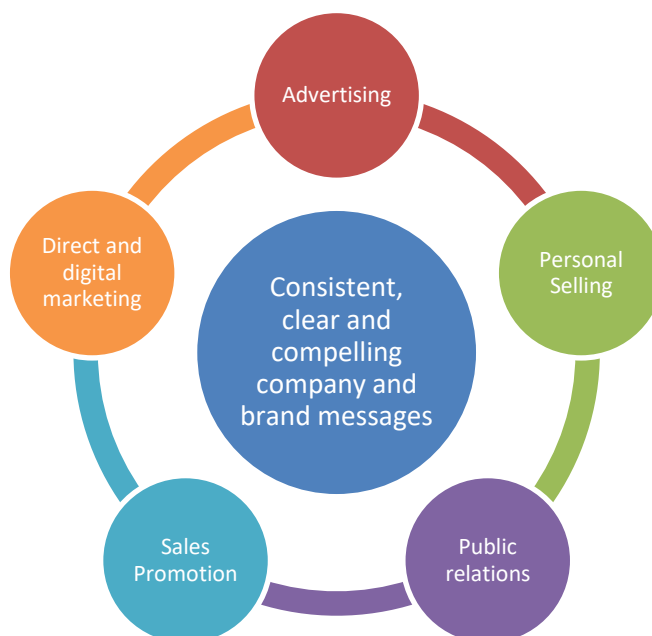 Advertising
Direct and
digital
marketing
Personal
Selling
Consistent,
clear and
compelling
company and
brand messages
Sales
Promotion
Public
relations